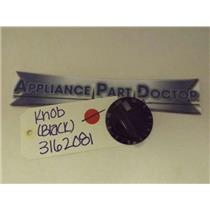 APPLIANCE PART DOCTOR
Knob
(Black)
3162081